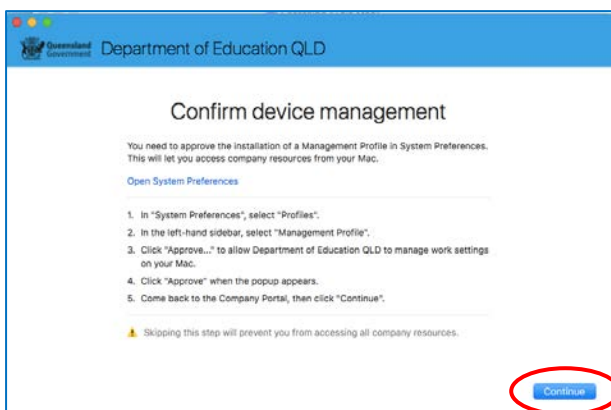 Queensland
Government
Department of Education QLD
Confirm device management
You need to approve the installation of a Management Profile in System Preferences.
This will let you access company resources from your Mac.
Open System Preferences
1. In "System Preferences", select "Profiles".
2. In the left-hand sidebar, select "Management Profile".
3. Click "Approve..." to allow Department of Education QLD to manage work settings
on your Mac.
4. Click "Approve" when the popup appears.
5. Come back to the Company Portal, then click "Continue".
Skipping this step will prevent you from accessing all company resources.
Continue